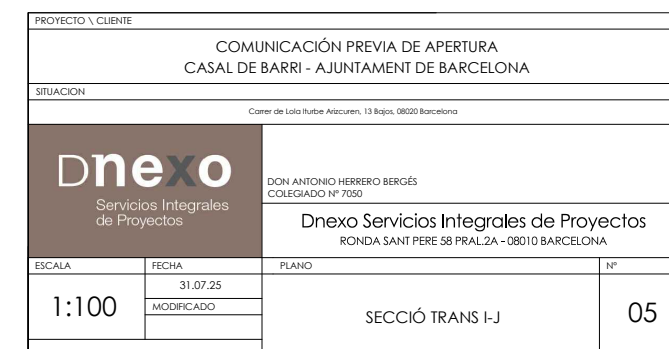 PROYECTO \ CLIENTE
COMUNICACIÓN PREVIA DE APERTURA
CASAL DE BARRI - AJUNTAMENT DE BARCELONA
SITUACION
Carrer de Lola Iturbe Arizcuren, 13 Bajos, 08020 Barcelona
Dnexo
Servicios Integrales
de Proyectos
DON ANTONIO HERRERO BERGÉS
COLEGIADO Nº 7050
Dnexo Servicios Integrales de Proyectos
RONDA SANT PERE 58 PRAL.2A - 08010 BARCELONA
ESCALA
FECHA
PLANO
Nº
1:100
31.07.25
MODIFICADO
SECCIÓ TRANS I-J
05